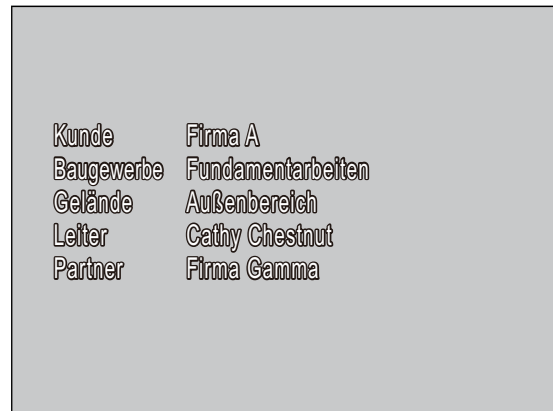 Kunde Firma A
Baugewerbe Fundamentarbeiten
Gelände Außenbereich
Leiter Cathy Chestnut
Partner Firma Gamma